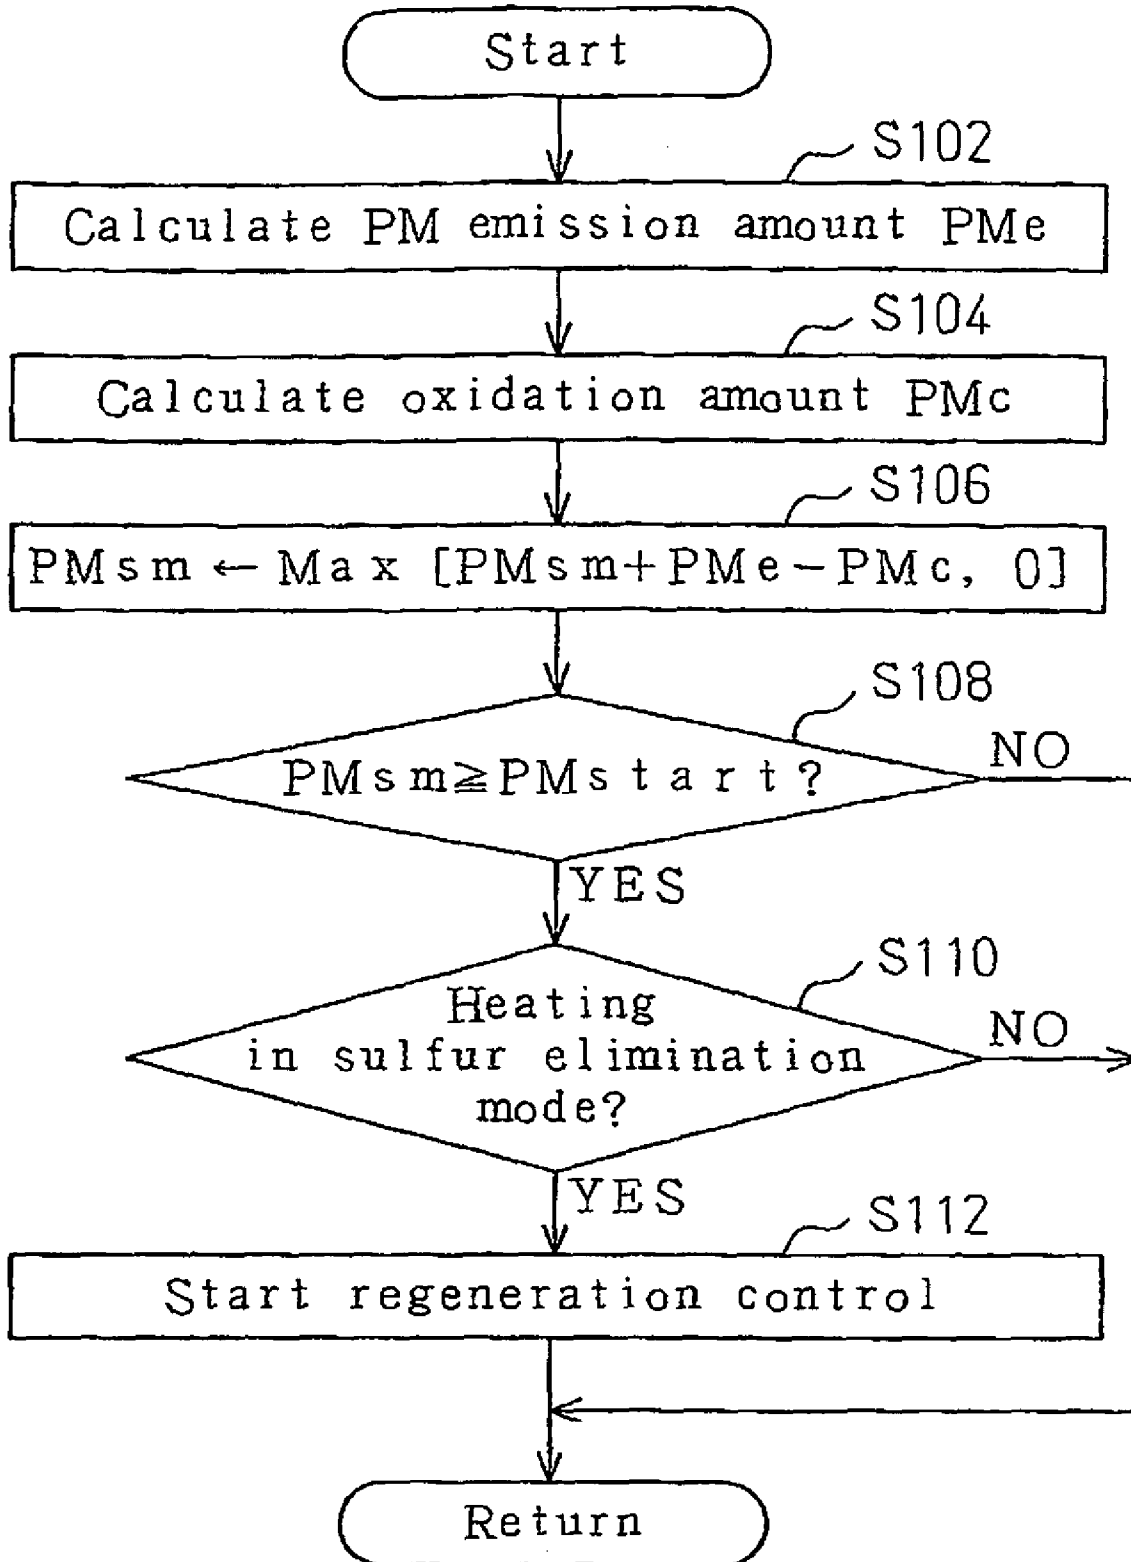 Start
S102
Calculate PM emission amount PMe
S104
Calculate oxidation amount PMc
S106
PMsm ← Max [PMsm+PMe−PMc, 0]
S108
PMsm≧PMstart?
NO
YES
S110
Heating
in sulfur elimination
mode?
NO
YES
S112
Start regeneration control
Return